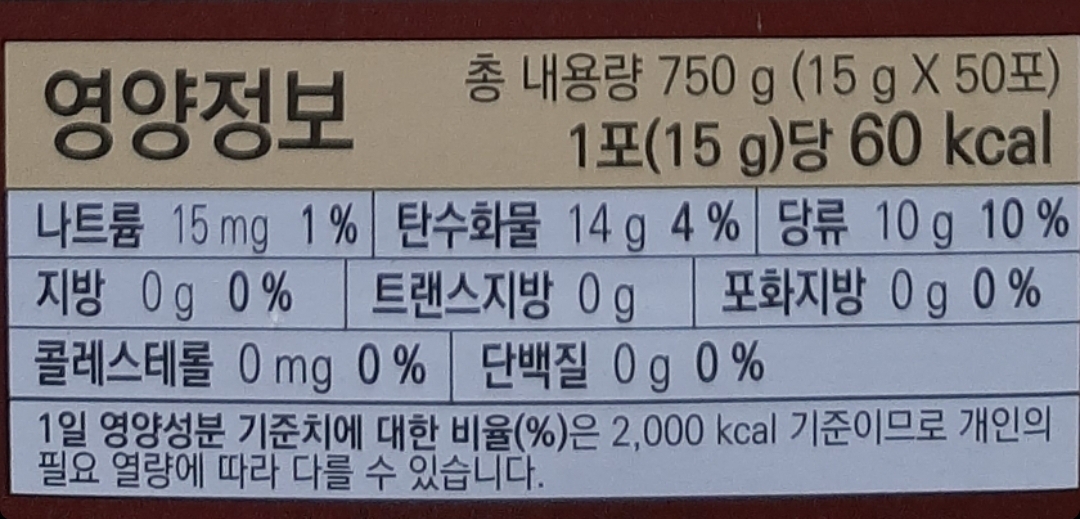 영양정보
총 내용량 750 g (15 g X 50포)
1포(15 g)당 60 kcal
나트륨 15 mg 1 % 탄수화물 14 g 4 % 당류 10 g 10 %
지방 0 g 0 % 트랜스지방 0 g 포화지방 0 g 0 %
콜레스테롤 0 mg 0 % 단백질 0 g 0 %
1일 영양성분 기준치에 대한 비율(%)은 2,000 kcal 기준이므로 개인의
필요 열량에 따라 다를 수 있습니다.